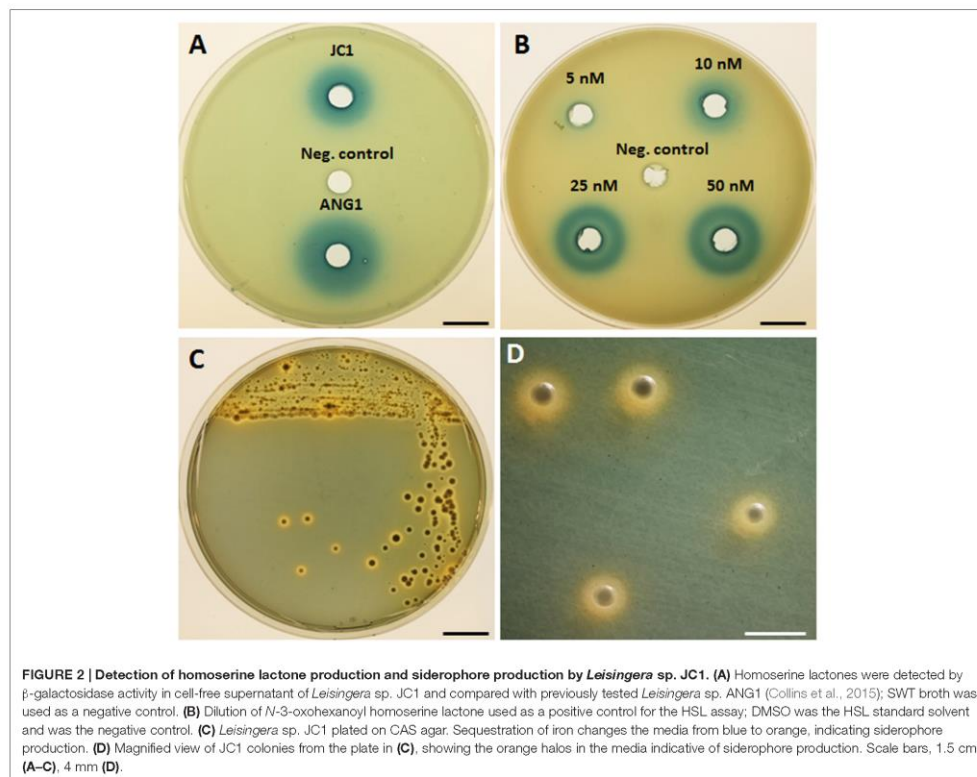 A
JC1
Neg. control
ANG1
B
5 nM
10 nM
Neg. control
25 nM
50 nM
C
D
FIGURE 2 | Detection of homoserine lactone production and siderophore production by Leisingera sp. JC1. (A) Homoserine lactones were detected by
β-galactosidase activity in cell-free supernatant of Leisingera sp. JC1 and compared with previously tested Leisingera sp. ANG1 (Collins et al., 2015); SWT broth was
used as a negative control. (B) Dilution of N-3-oxohexanoyl homoserine lactone used as a positive control for the HSL assay; DMSO was the HSL standard solvent
and was the negative control. (C) Leisingera sp. JC1 plated on CAS agar. Sequestration of iron changes the media from blue to orange, indicating siderophore
production. (D) Magnified view of JC1 colonies from the plate in (C), showing the orange halos in the media indicative of siderophore production. Scale bars, 1.5 cm
(A–C), 4 mm (D).